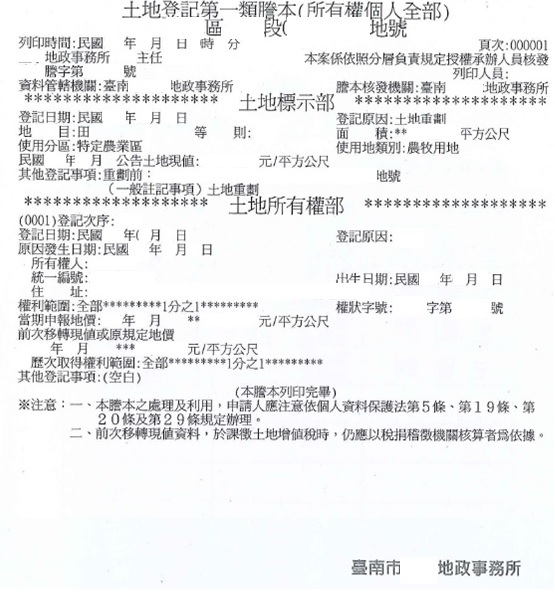 土地登記第一類謄本(所有權個人全部)
區　　段(　　　地號
列印時間:民國　年　月　日　時　分　　　頁次:000001
地政事務所　主任　　　本案係依照分層負責規定授權承辦人員核發
謄字第　　號　　　列印人員:
資料管轄機關:臺南　　地政事務所　　　謄本核發機關:臺南　　地政事務所
******************* 土地標示部 ******************
登記日期:民國　年　月　日　　　登記原因:土地重劃
地　目:田　　　等　則:　　　面　積:**　　平方公尺
使用分區:特定農業區　　　使用地類別:農牧用地
民國　年　月　公告土地現值:　　　元/平方公尺
其他登記事項:重劃前:　　　地號
（一般註記事項）土地重劃
****************** 土地所有權部 ******************
(0001)登記次序:
登記日期:民國　年(　月　日　　　登記原因:
原因發生日期:民國　年　月　日
所有權人:
統一編號:　　　出生日期:民國　年　月　日
住　址:
權利範圍:全部*********1分之1*********　　　權狀字號:　　字第　　號
當期申報地價:　年　月　**　　　元/平方公尺
前次移轉現值或原規定地價
年　月　***　　　元/平方公尺
歷次取得權利範圍:全部*********1分之1*********
其他登記事項:(空白)
(本謄本列印完畢)
※注意：一、本謄本之處理及利用，申請人應注意依個人資料保護法第５條、第１９條、第
２０條及第２９條規定辦理。
二、前次移轉現值資料，於課徵土地增值稅時，仍應以稅捐稽徵機關核算者為依據。
臺南市　　地政事務所